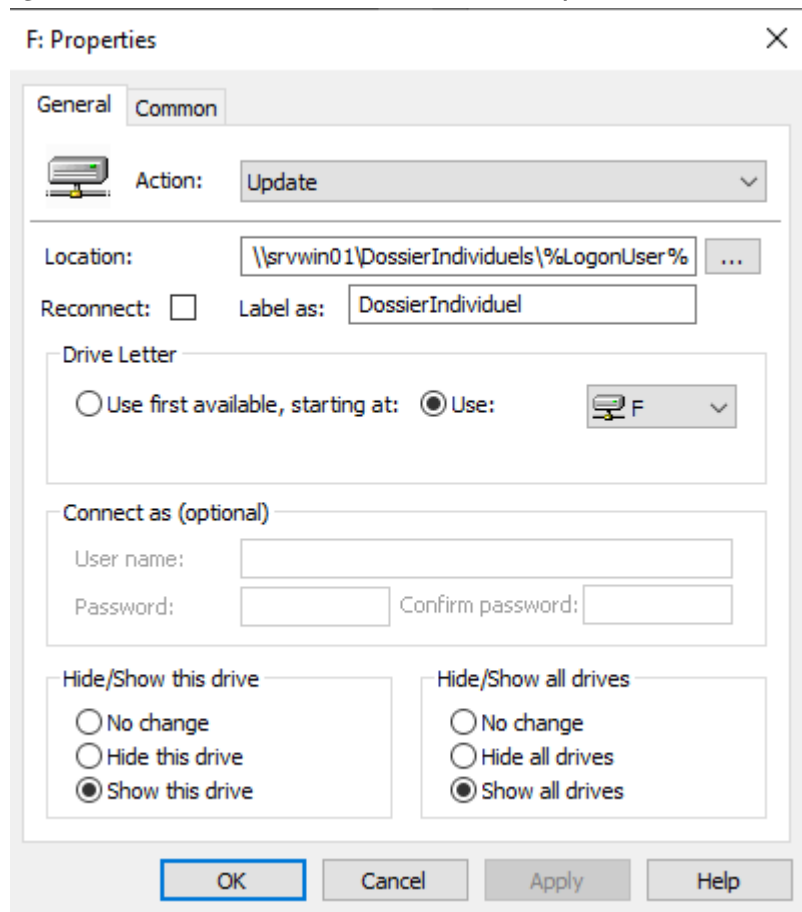 F: Properties
General Common
Action: Update
Location: \\srvwin01\DossierIndividuels\%LogonUser% ...
Reconnect: Label as: DossierIndividuel
Drive Letter
Use first available, starting at: Use: F
Connect as (optional)
User name:
Password: Confirm password:
Hide/Show this drive Hide/Show all drives
No change No change
Hide this drive Hide all drives
Show this drive Show all drives
OK Cancel Apply Help